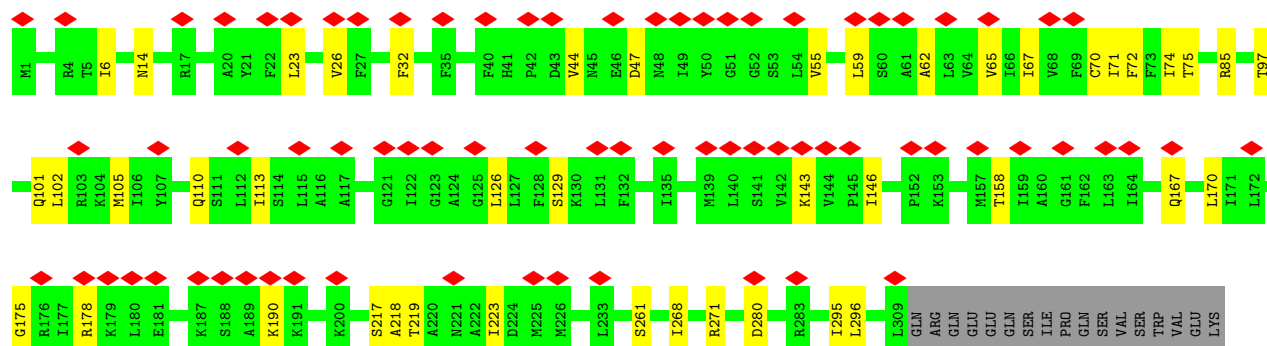 M1 R4 T5 I6 N14 R17 A20 Y21 F22 L23 V26 F27 F32 F35 F40 H41 P42 D43 V44 N45 E46 D47 N48 I49 Y50 G51 G52 S53 L54 V55 L59 S60 A61 A62 L63 V64 V65 I66 I67 V68 F69 C70 I71 F72 F73 I74 T75 R85 T97
Q101 L102 R103 K104 M105 I106 Y107 Q110 S111 L112 I113 S114 L115 A116 A117 G121 I122 G123 A124 G125 L126 L127 F128 S129 K130 L131 F132 I135 M139 L140 S141 V142 K143 V144 P145 I146 P152 K153 M157 T158 I159 A160 G161 F162 L163 I164 Q167 L170 I171 L172
G175 R176 I177 R178 K179 L180 E181 K187 S188 A189 K190 K191 K200 S217 A218 T219 A220 N221 A222 I223 D224 M225 M226 L233 S261 I268 R271 D280 R283 I295 L296 L309 GLN ARG GLN GLU GLU GLN SER ILE PRO GLN SER VAL SER TRP VAL GLU LYS